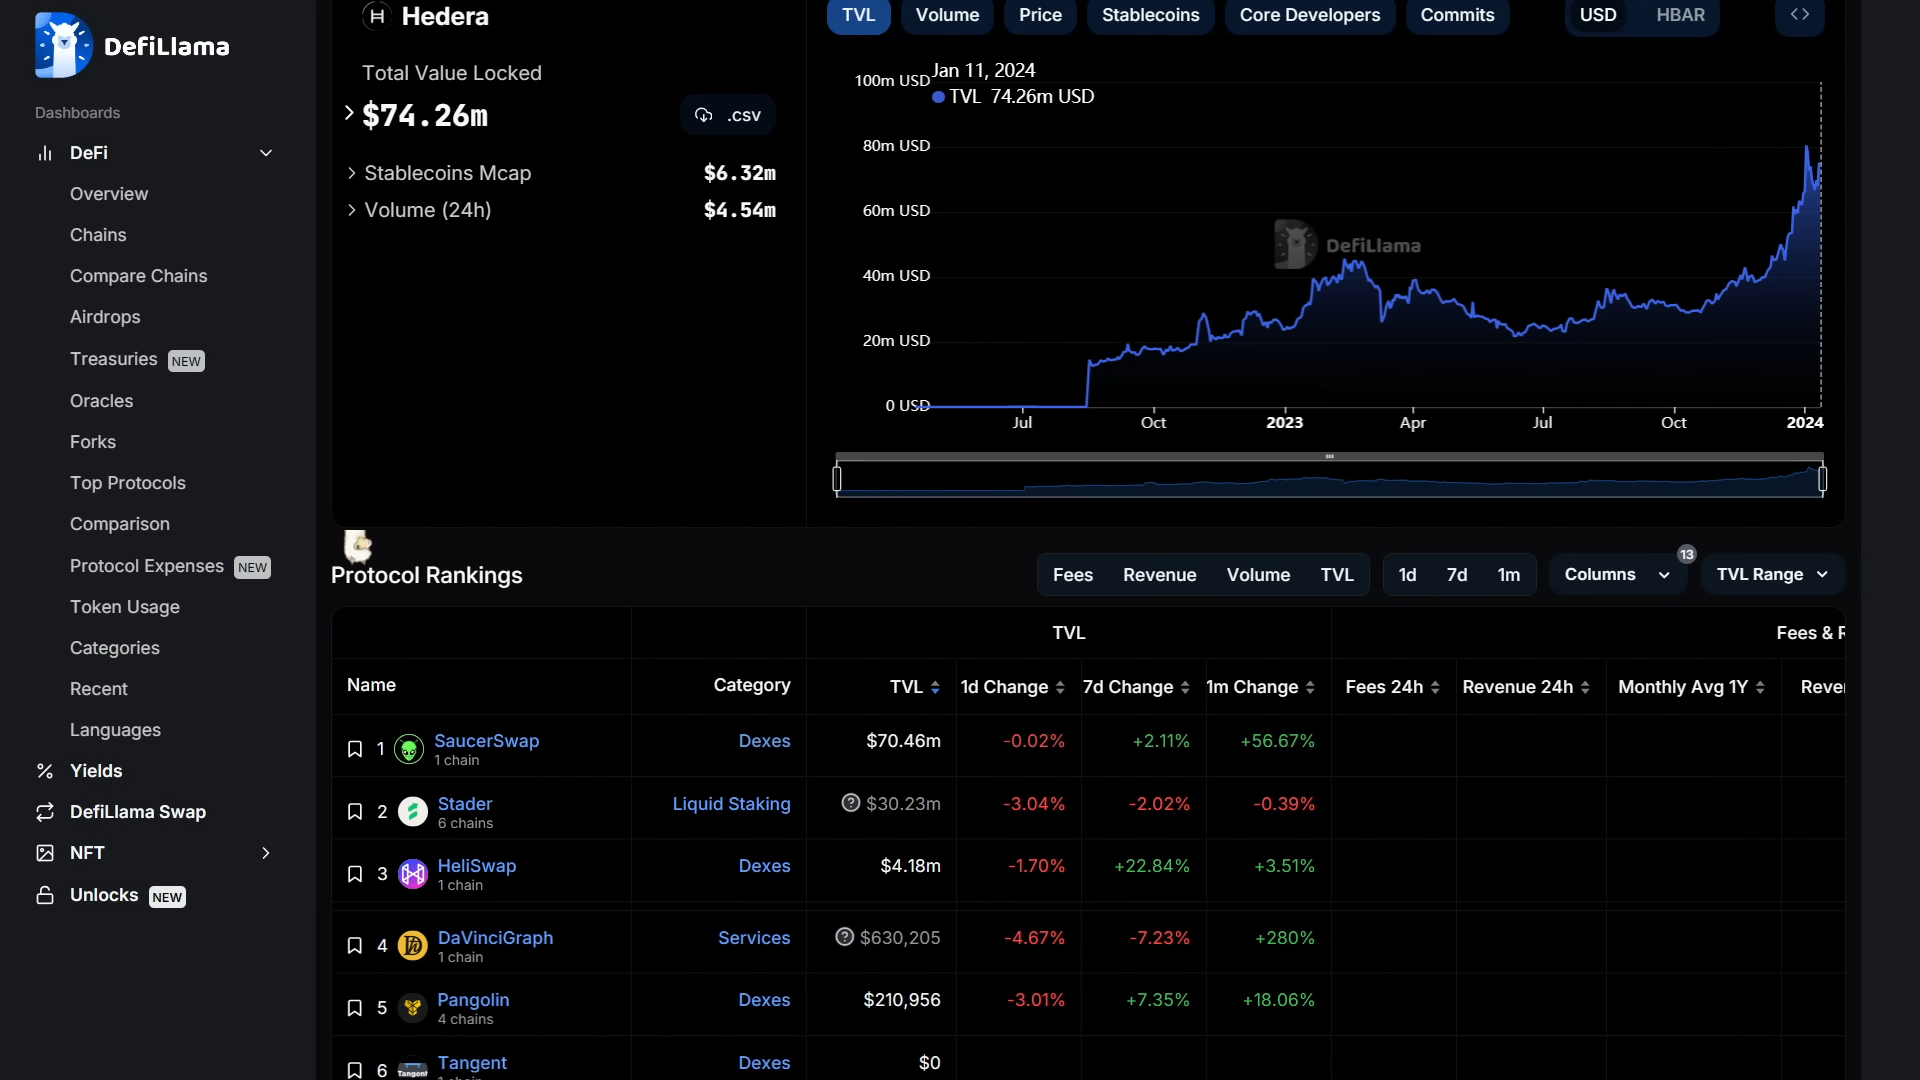 DefiLlama
Dashboards
DeFi
Overview
Chains
Compare Chains
Airdrops
Treasuries NEW
Oracles
Forks
Top Protocols
Comparison
Protocol Expenses NEW
Token Usage
Categories
Recent
Languages
Yields
DefiLlama Swap
NFT
Unlocks NEW
Hedera
Total Value Locked
$74.26m
.csv
Stablecoins Mcap $6.32m
Volume (24h) $4.54m
TVL Volume Price Stablecoins Core Developers Commits USD HBAR
Jan 11, 2024
TVL 74.26m USD
100m USD
80m USD
60m USD
40m USD
20m USD
0 USD
DefiLlama
Jul Oct 2023 Apr Jul Oct 2024
Protocol Rankings
Fees Revenue Volume TVL 1d 7d 1m Columns 13 TVL Range
TVL Fees &
Name Category TVL 1d Change 7d Change 1m Change Fees 24h Revenue 24h Monthly Avg 1Y Reve
1 SaucerSwap Dexes $70.46m -0.02% +2.11% +56.67%
1 chain
2 Stader Liquid Staking $30.23m -3.04% -2.02% -0.39%
6 chains
3 HeliSwap Dexes $4.18m -1.70% +22.84% +3.51%
1 chain
4 DaVinciGraph Services $630,205 -4.67% -7.23% +280%
1 chain
5 Pangolin Dexes $210,956 -3.01% +7.35% +18.06%
4 chains
6 Tangent Tangent Dexes $0